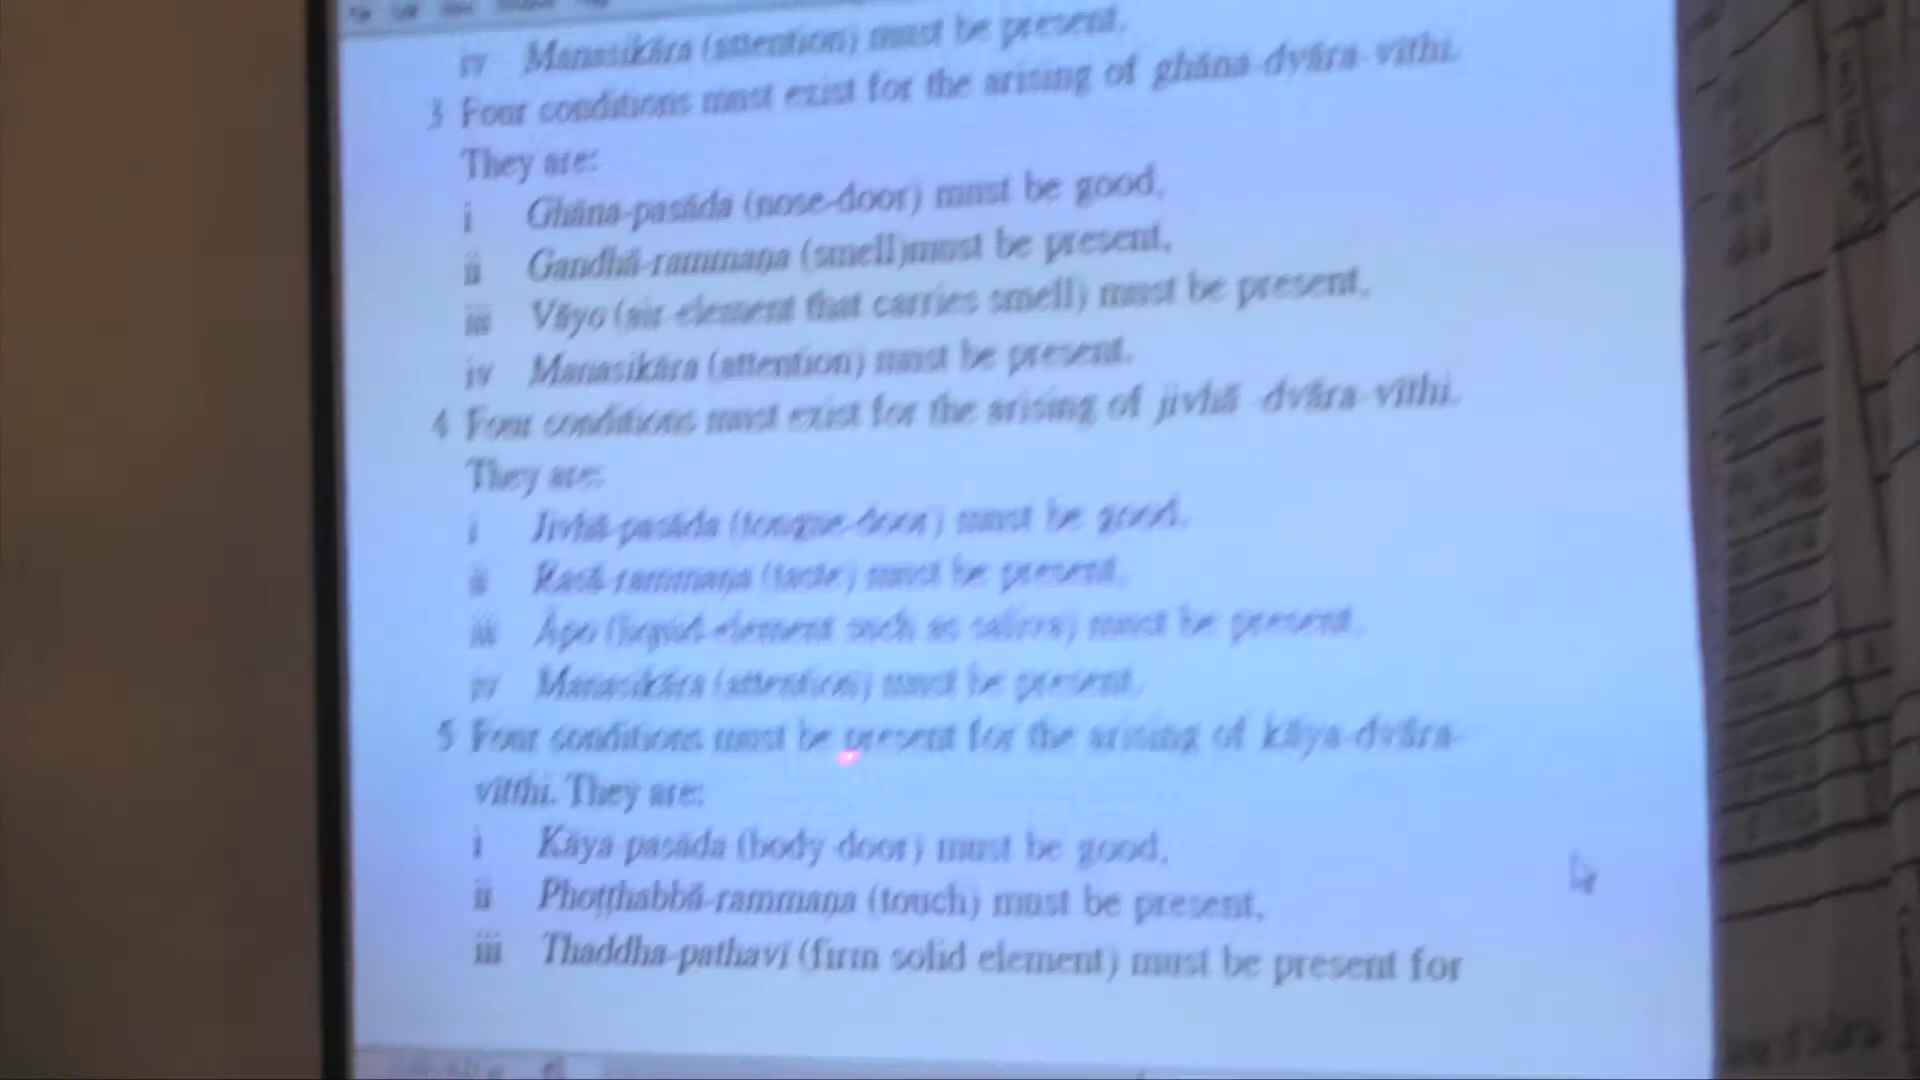 iv Manasikāra (attention) must be present.
3 Four conditions must exist for the arising of ghāna-dvāra-vīthi.
They are:
i Ghāna-pasāda (nose-door) must be good,
ii Gandhā-rammaṇa (smell)must be present,
iii Vāyo (air-element that carries smell) must be present,
iv Manasikāra (attention) must be present.
4 Four conditions must exist for the arising of jivhā -dvāra-vīthi.
They are:
i Jivhā-pasāda (tongue-door) must be good,
ii Rasā-rammaṇa (taste) must be present,
iii Āpo (liquid-element such as saliva) must be present,
iv Manasikāra (attention) must be present.
5 Four conditions must be present for the arising of kāya-dvāra-
vītthi. They are:
i Kāya-pasāda (body-door) must be good,
ii Phoṭṭhabbā-rammaṇa (touch) must be present,
iii Thaddha-pathavī (firm solid element) must be present for